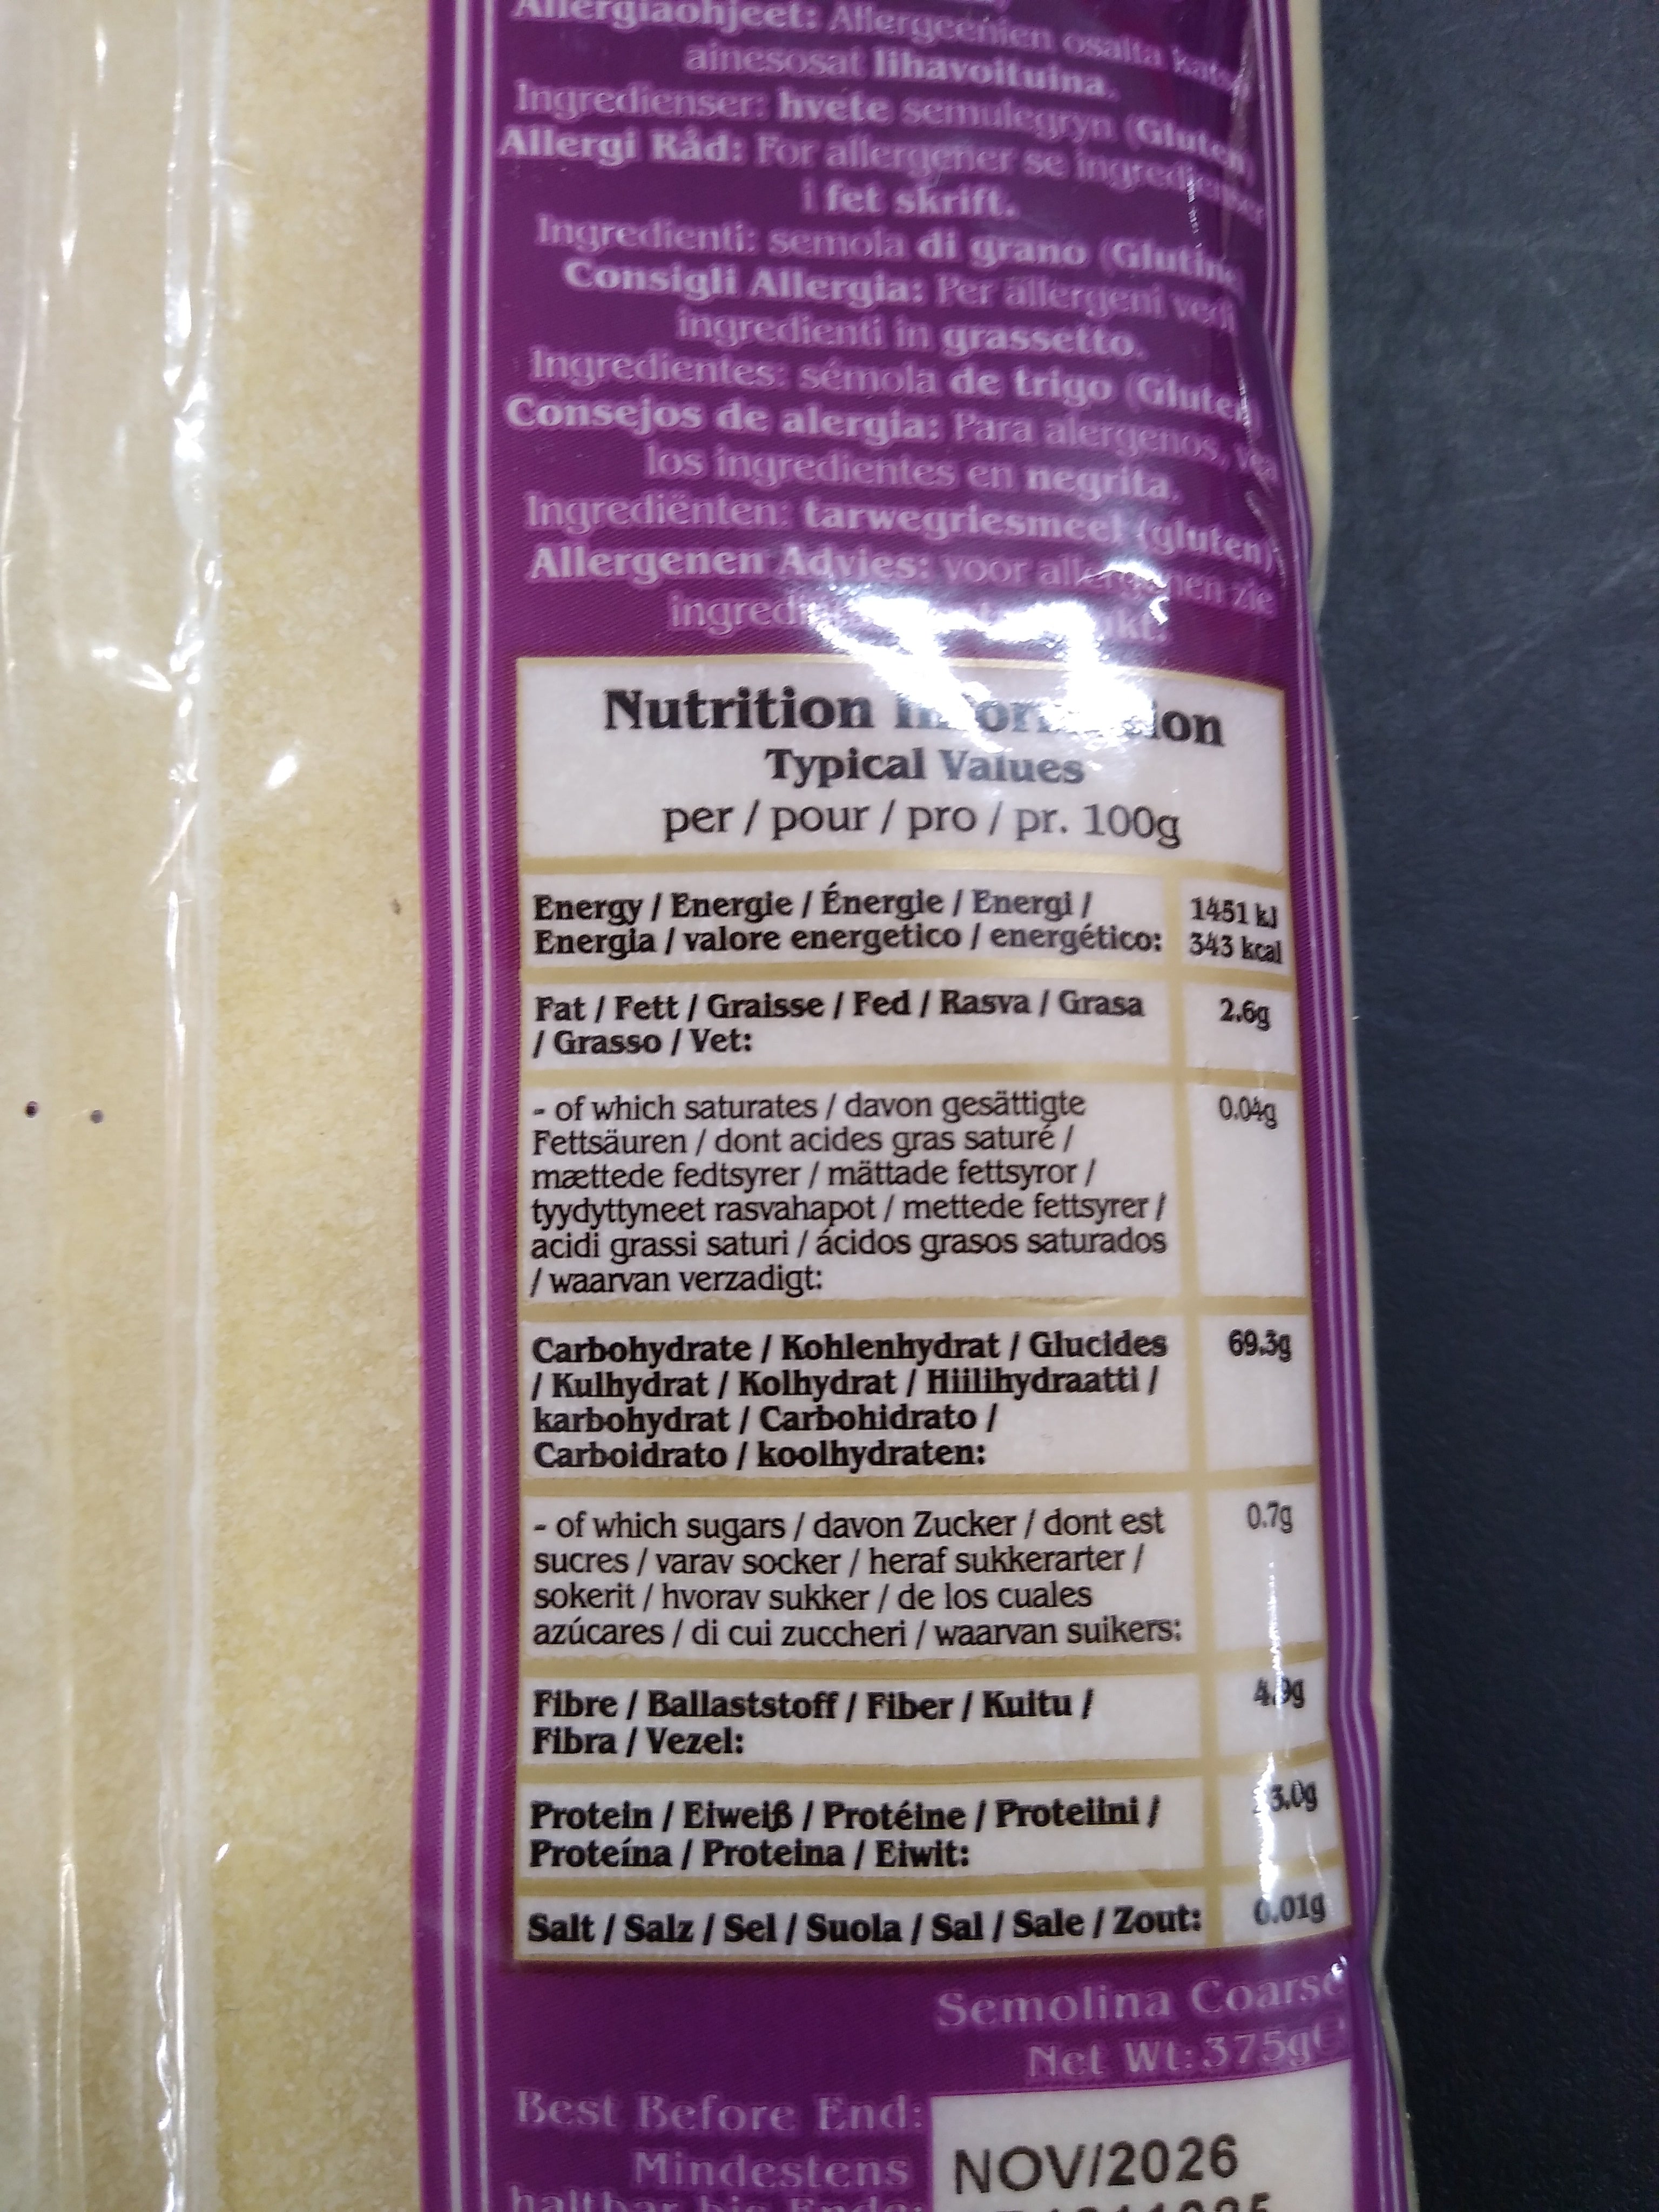 Allergiaohjeet: Allergeenien osalta
ainesosat lihavoituina.
Ingredienser: hvete semulegryn (Gluten)
Allergi Råd: For allergener se
i fet skrift.
Ingredienti: semola di grano (Glutine
Consigli Allergia: Per allergeni vedi
ingredienti in grassetto.
Ingredientes: sémola de trigo (Gluten
Consejos de alergia: Para alergenos, vea
los ingredientes en negrita.
Ingrediënten: tarwegriesmeel (gluten)
Allergenen Advies: voor zie
Nutrition
Typical Values
per / pour / pro / pr. 100g
Energy / Energie / Énergie / Energi / 1451 kJ
Energia / valore energetico / energético: 343 kcal
Fat / Fett / Graisse / Fed / Rasva / Grasa 2.6g
/ Grasso / Vet:
- of which saturates / davon gesättigte 0.04g
Fettsäuren / dont acides gras saturé /
mættede fedtsyrer / mättade fettsyror /
tyydyttyneet rasvahapot / mettede fettsyrer /
acidi grassi saturi / ácidos grasos saturados
/ waarvan verzadigt:
Carbohydrate / Kohlenhydrat / Glucides 69.3g
/ Kulhydrat / Kolhydrat / Hiilihydraatti /
karbohydrat / Carbohidrato /
Carboidrato / koolhydraten:
- of which sugars / davon Zucker / dont est 0.7g
sucres / varav socker / heraf sukkerarter /
sokerit / hvorav sukker / de los cuales
azúcares / di cui zuccheri / waarvan suikers:
Fibre / Ballaststoff / Fiber / Kuitu / 4.9g
Fibra / Vezel:
Protein / Eiweiß / Protéine / Proteiini /
Proteína / Proteina / Eiwit:
Salt / Salz / Sel / Suola / Sal / Sale / Zout: 0.01g
Semolina Coarse
Net Wt: 375g e
Best Before End: NOV/2026
Mindestens
haltbar bis Ende: